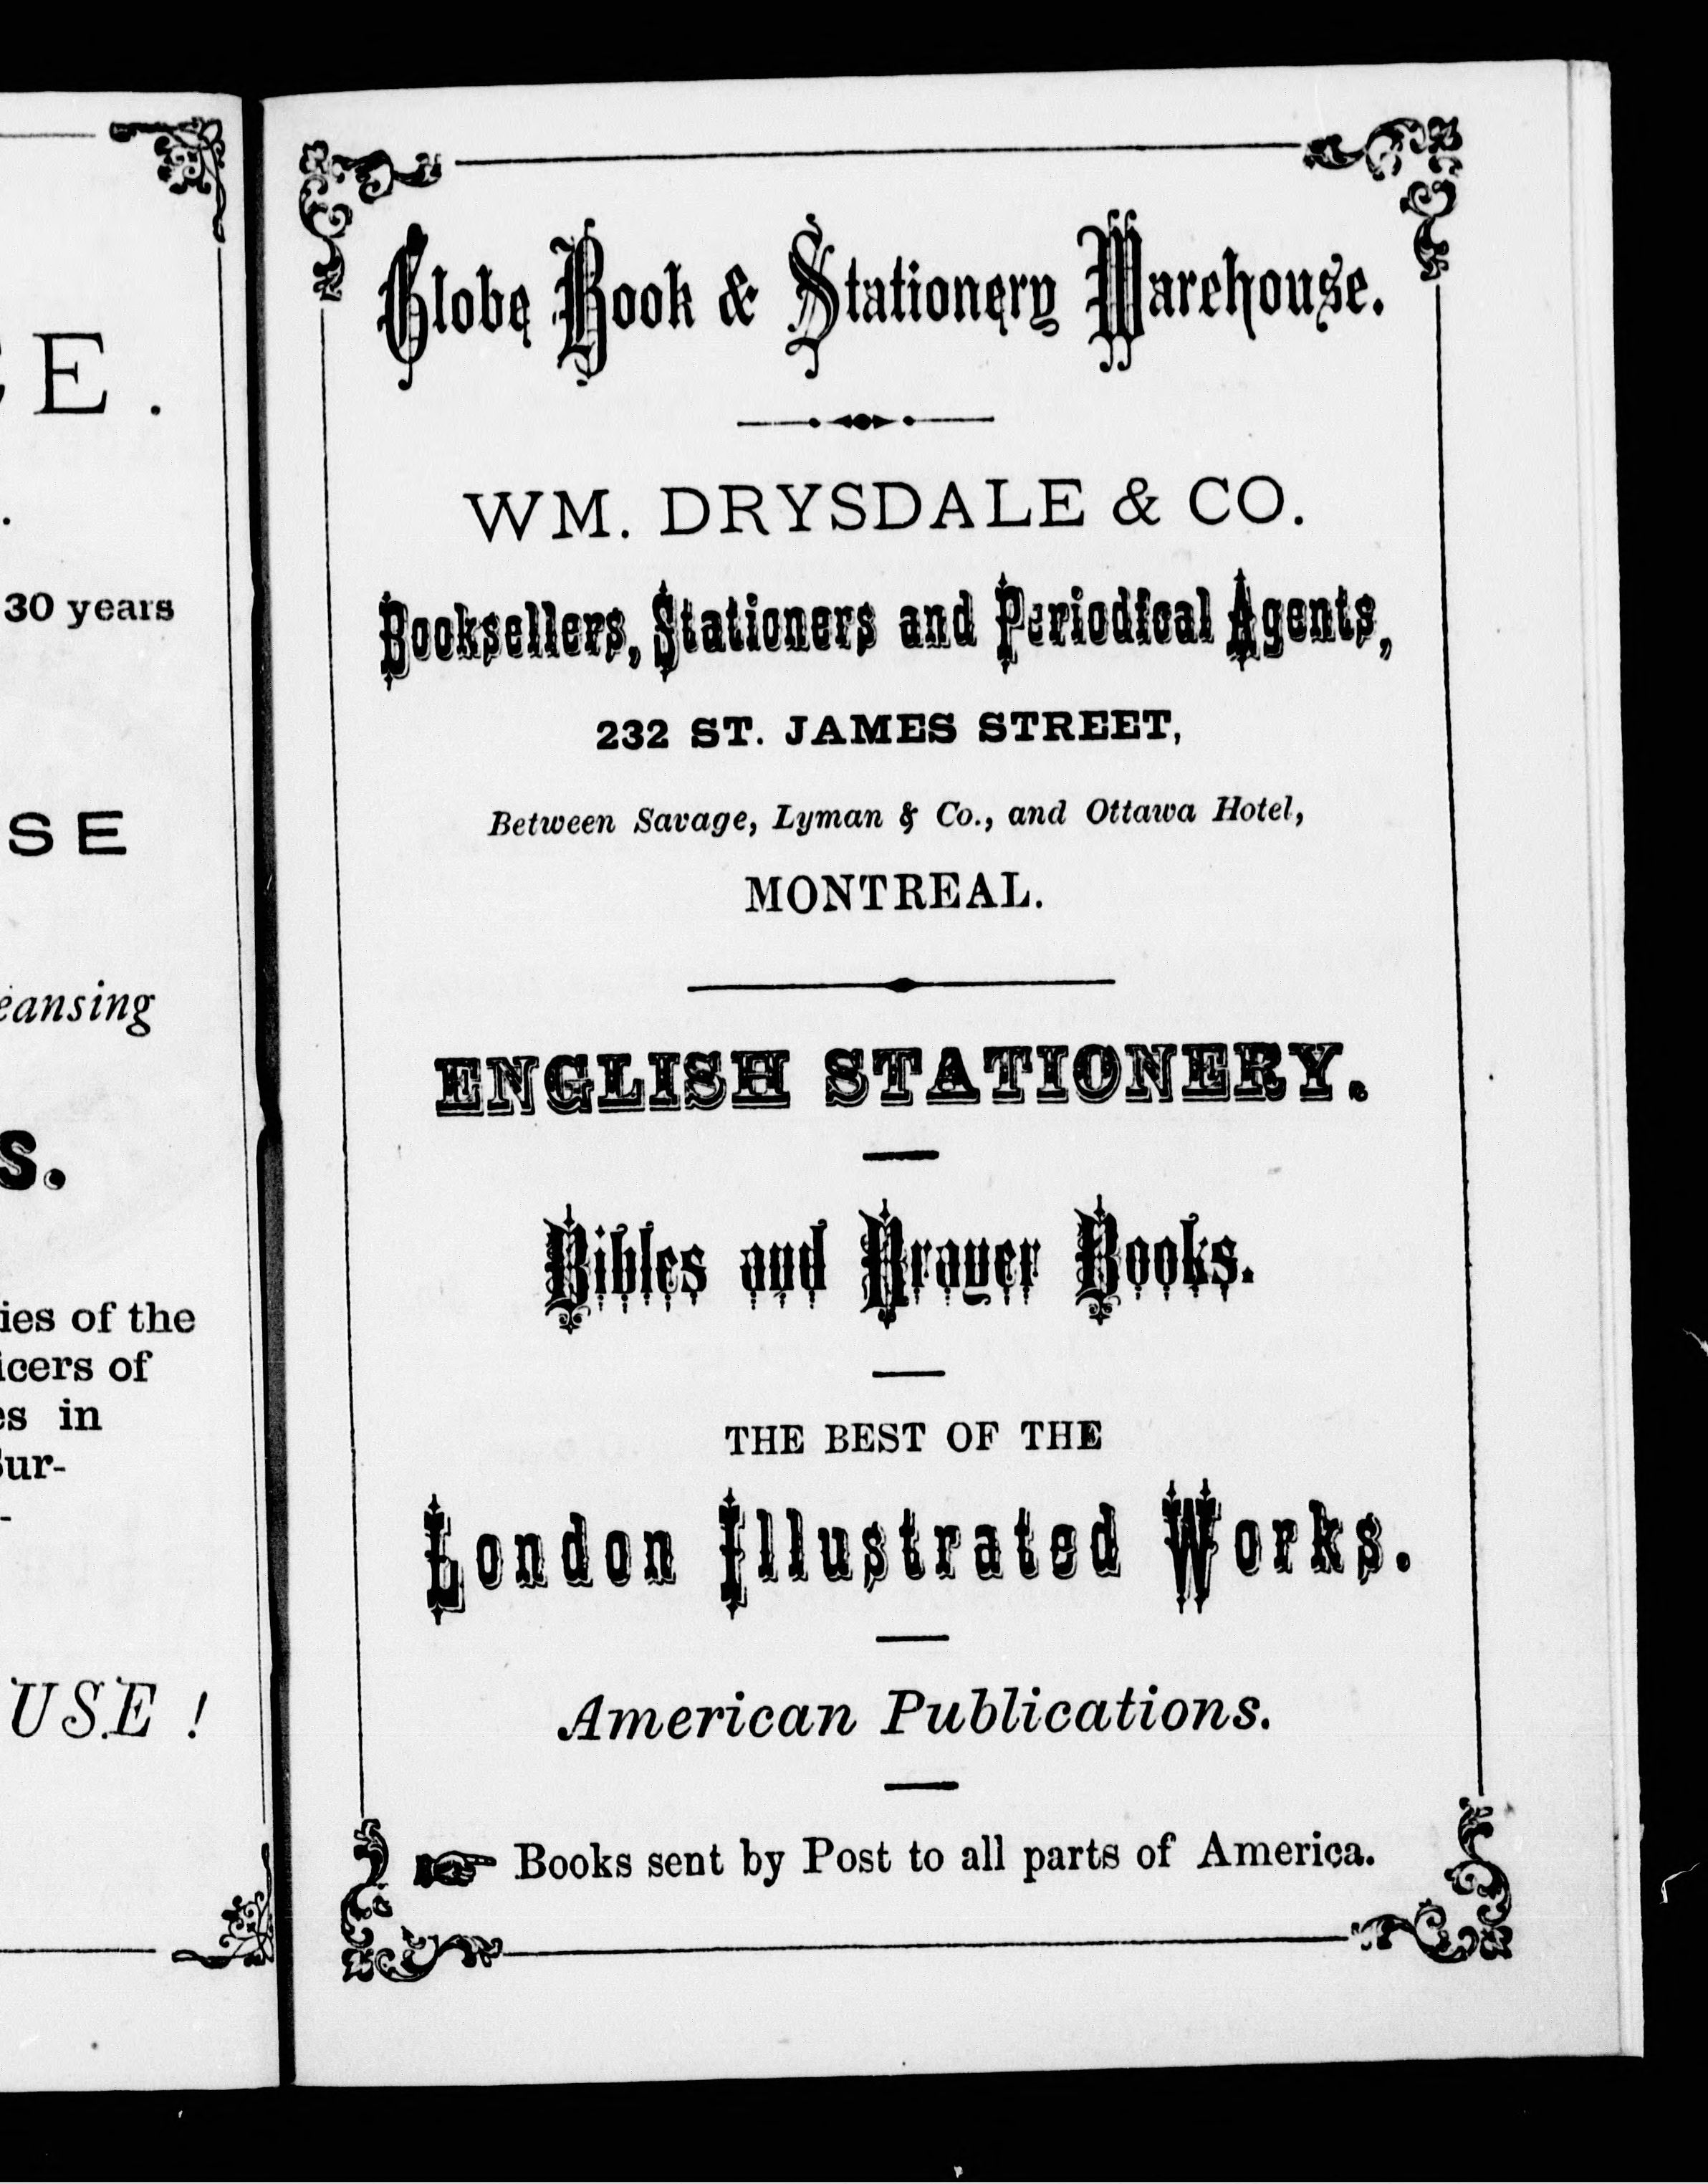 E.
.
30 years
SE
eansing
S.
ies of the
icers of
es in
Sur-
-
USE !
Globe Book & Stationery Warehouse.
WM. DRYSDALE & CO.
Booksellers, Stationers and Periodical Agents,
232 ST. JAMES STREET,
Between Savage, Lyman & Co., and Ottawa Hotel,
MONTREAL.
ENGLISH STATIONERY.
Bibles and Prayer Books.
THE BEST OF THE
London Illustrated Works.
American Publications.
☞ Books sent by Post to all parts of America.